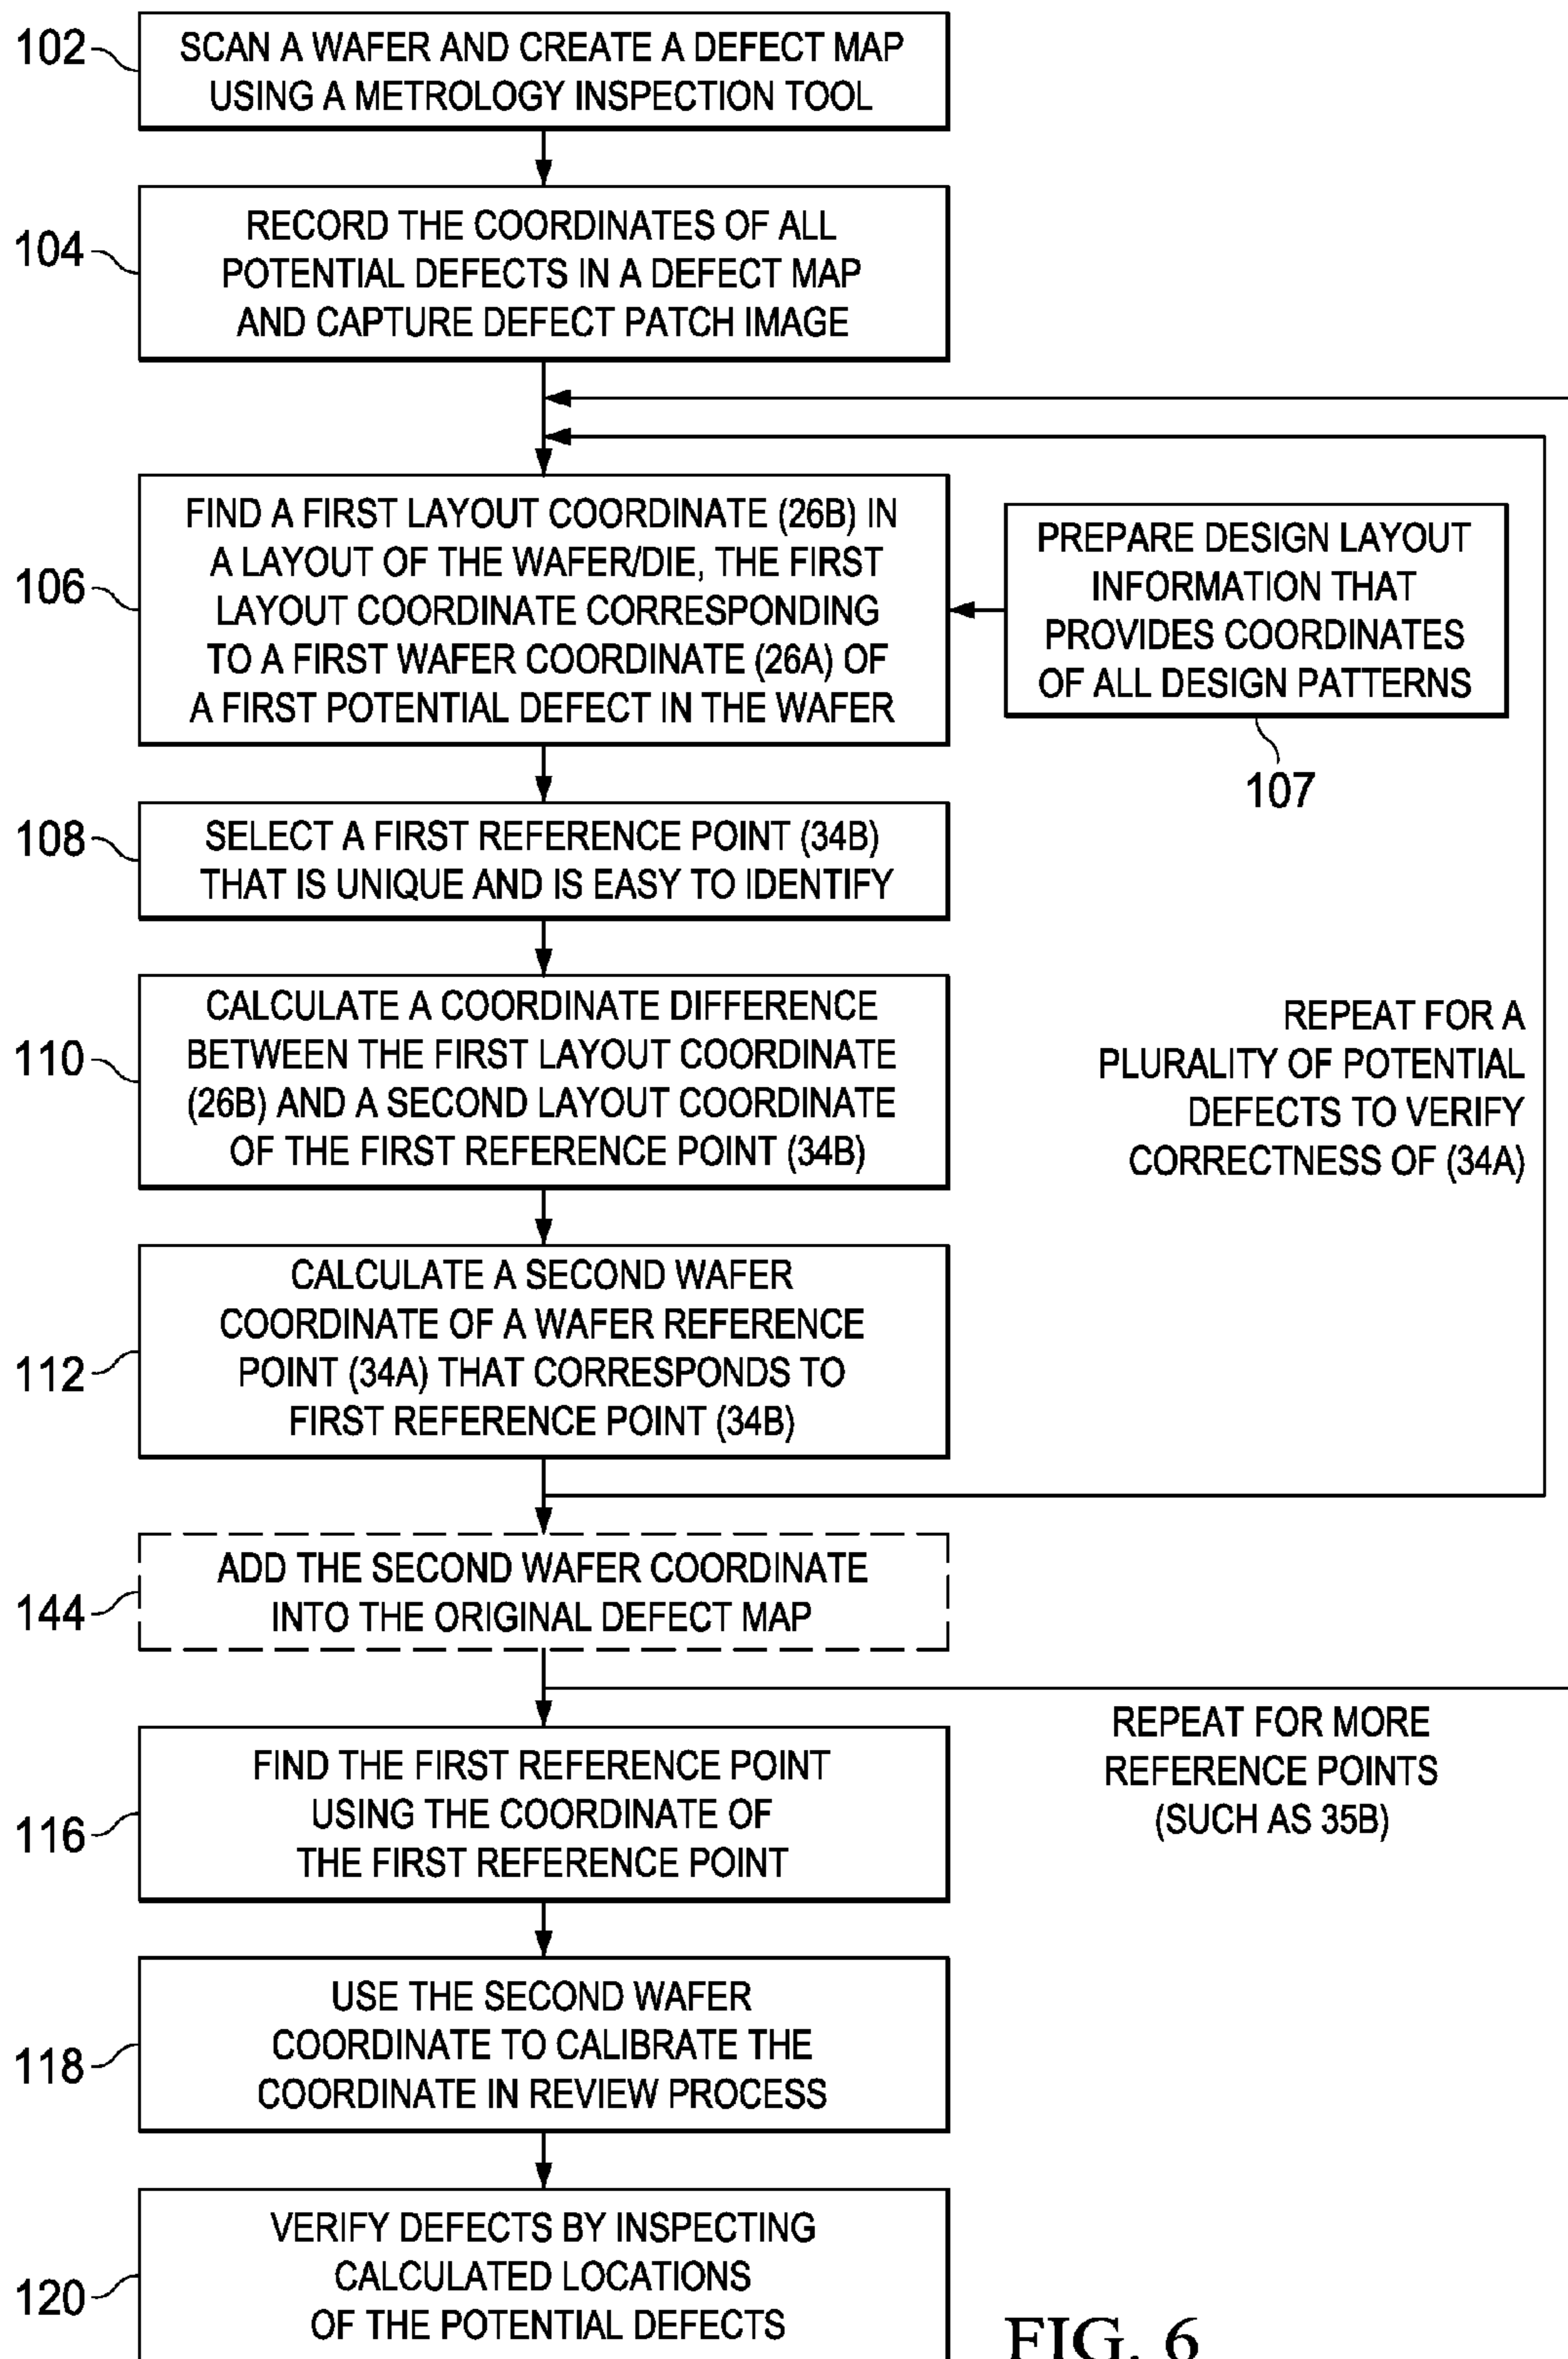 102
SCAN A WAFER AND CREATE A DEFECT MAP
USING A METROLOGY INSPECTION TOOL
104
RECORD THE COORDINATES OF ALL
POTENTIAL DEFECTS IN A DEFECT MAP
AND CAPTURE DEFECT PATCH IMAGE
106
FIND A FIRST LAYOUT COORDINATE (26B) IN
A LAYOUT OF THE WAFER/DIE, THE FIRST
LAYOUT COORDINATE CORRESPONDING
TO A FIRST WAFER COORDINATE (26A) OF
A FIRST POTENTIAL DEFECT IN THE WAFER
PREPARE DESIGN LAYOUT
INFORMATION THAT
PROVIDES COORDINATES
OF ALL DESIGN PATTERNS
107
108
SELECT A FIRST REFERENCE POINT (34B)
THAT IS UNIQUE AND IS EASY TO IDENTIFY
110
CALCULATE A COORDINATE DIFFERENCE
BETWEEN THE FIRST LAYOUT COORDINATE
(26B) AND A SECOND LAYOUT COORDINATE
OF THE FIRST REFERENCE POINT (34B)
REPEAT FOR A
PLURALITY OF POTENTIAL
DEFECTS TO VERIFY
CORRECTNESS OF (34A)
112
CALCULATE A SECOND WAFER
COORDINATE OF A WAFER REFERENCE
POINT (34A) THAT CORRESPONDS TO
FIRST REFERENCE POINT (34B)
144
ADD THE SECOND WAFER COORDINATE
INTO THE ORIGINAL DEFECT MAP
REPEAT FOR MORE
REFERENCE POINTS
(SUCH AS 35B)
116
FIND THE FIRST REFERENCE POINT
USING THE COORDINATE OF
THE FIRST REFERENCE POINT
118
USE THE SECOND WAFER
COORDINATE TO CALIBRATE THE
COORDINATE IN REVIEW PROCESS
120
VERIFY DEFECTS BY INSPECTING
CALCULATED LOCATIONS
OF THE POTENTIAL DEFECTS
FIG. 6